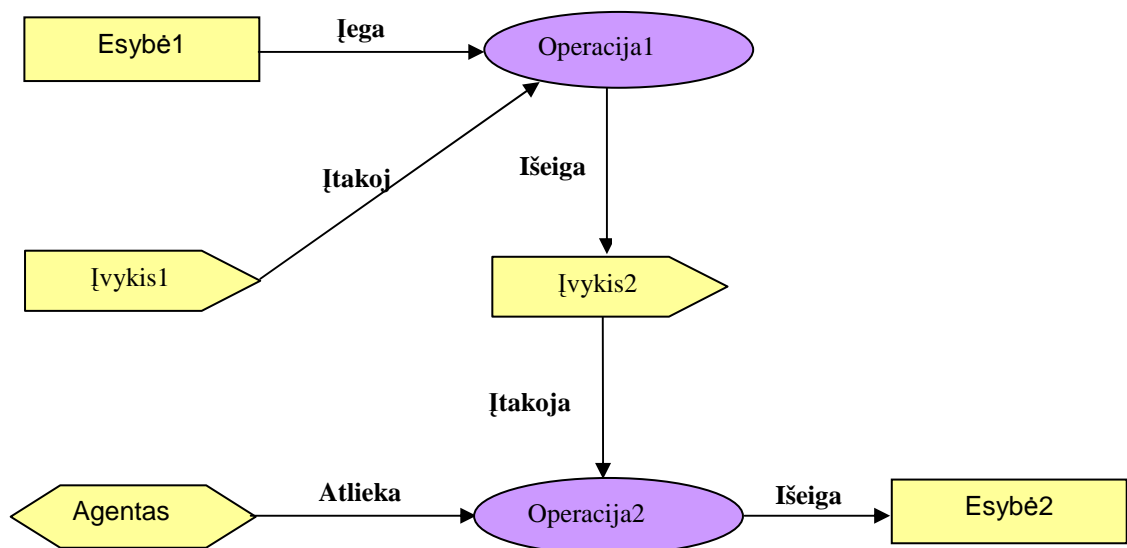 Esybė1
Įega
Operacija1
Įtakoj
Išeiga
Įvykis1
Įvykis2
Įtakoja
Agentas
Atlieka
Operacija2
Išeiga
Esybė2